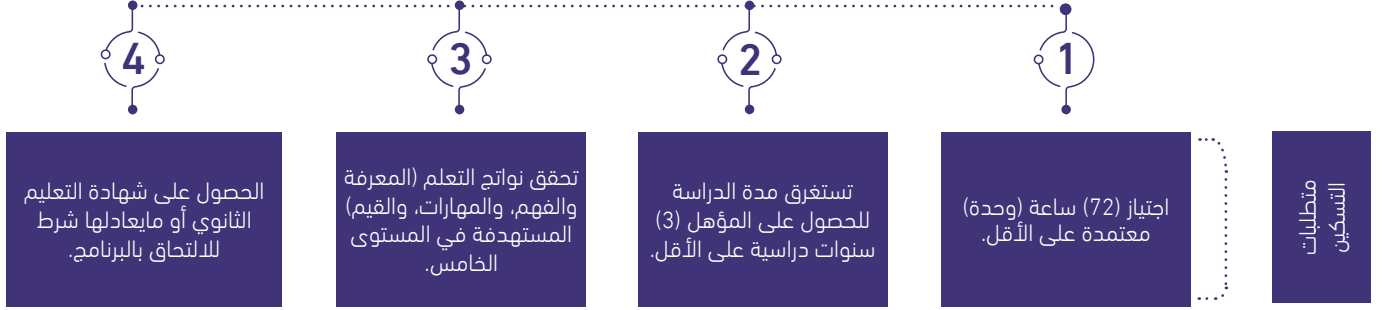 متطلبات
التسكين
1
اجتياز (72) ساعة (وحدة)
معتمدة على الأقل.
2
تستغرق مدة الدراسة
للحصول على المؤهل (3)
سنوات دراسية على الأقل.
3
تحقق نواتج التعلم (المعرفة
والفهم، والمهارات، والقيم)
المستهدفة في المستوى
الخامس.
4
الحصول على شهادة التعليم
الثانوي أو مايعادلها شرط
للالتحاق بالبرنامج.